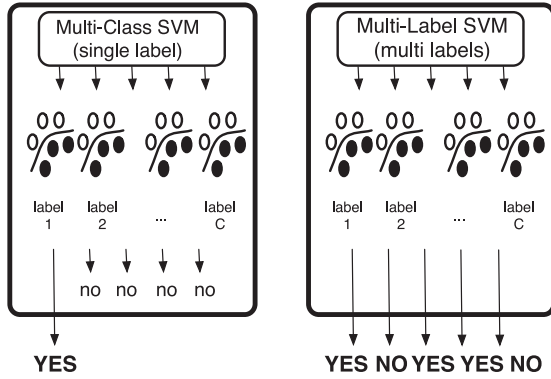 Multi-Class SVM
(single label)
label
1
label
2
...
label
C
no no no no
YES
Multi-Label SVM
(multi labels)
label
1
label
2
...
label
C
YES NO YES YES NO